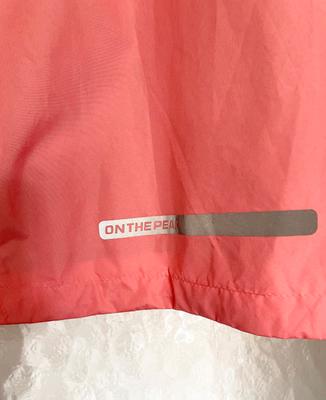 ON THE PEAK